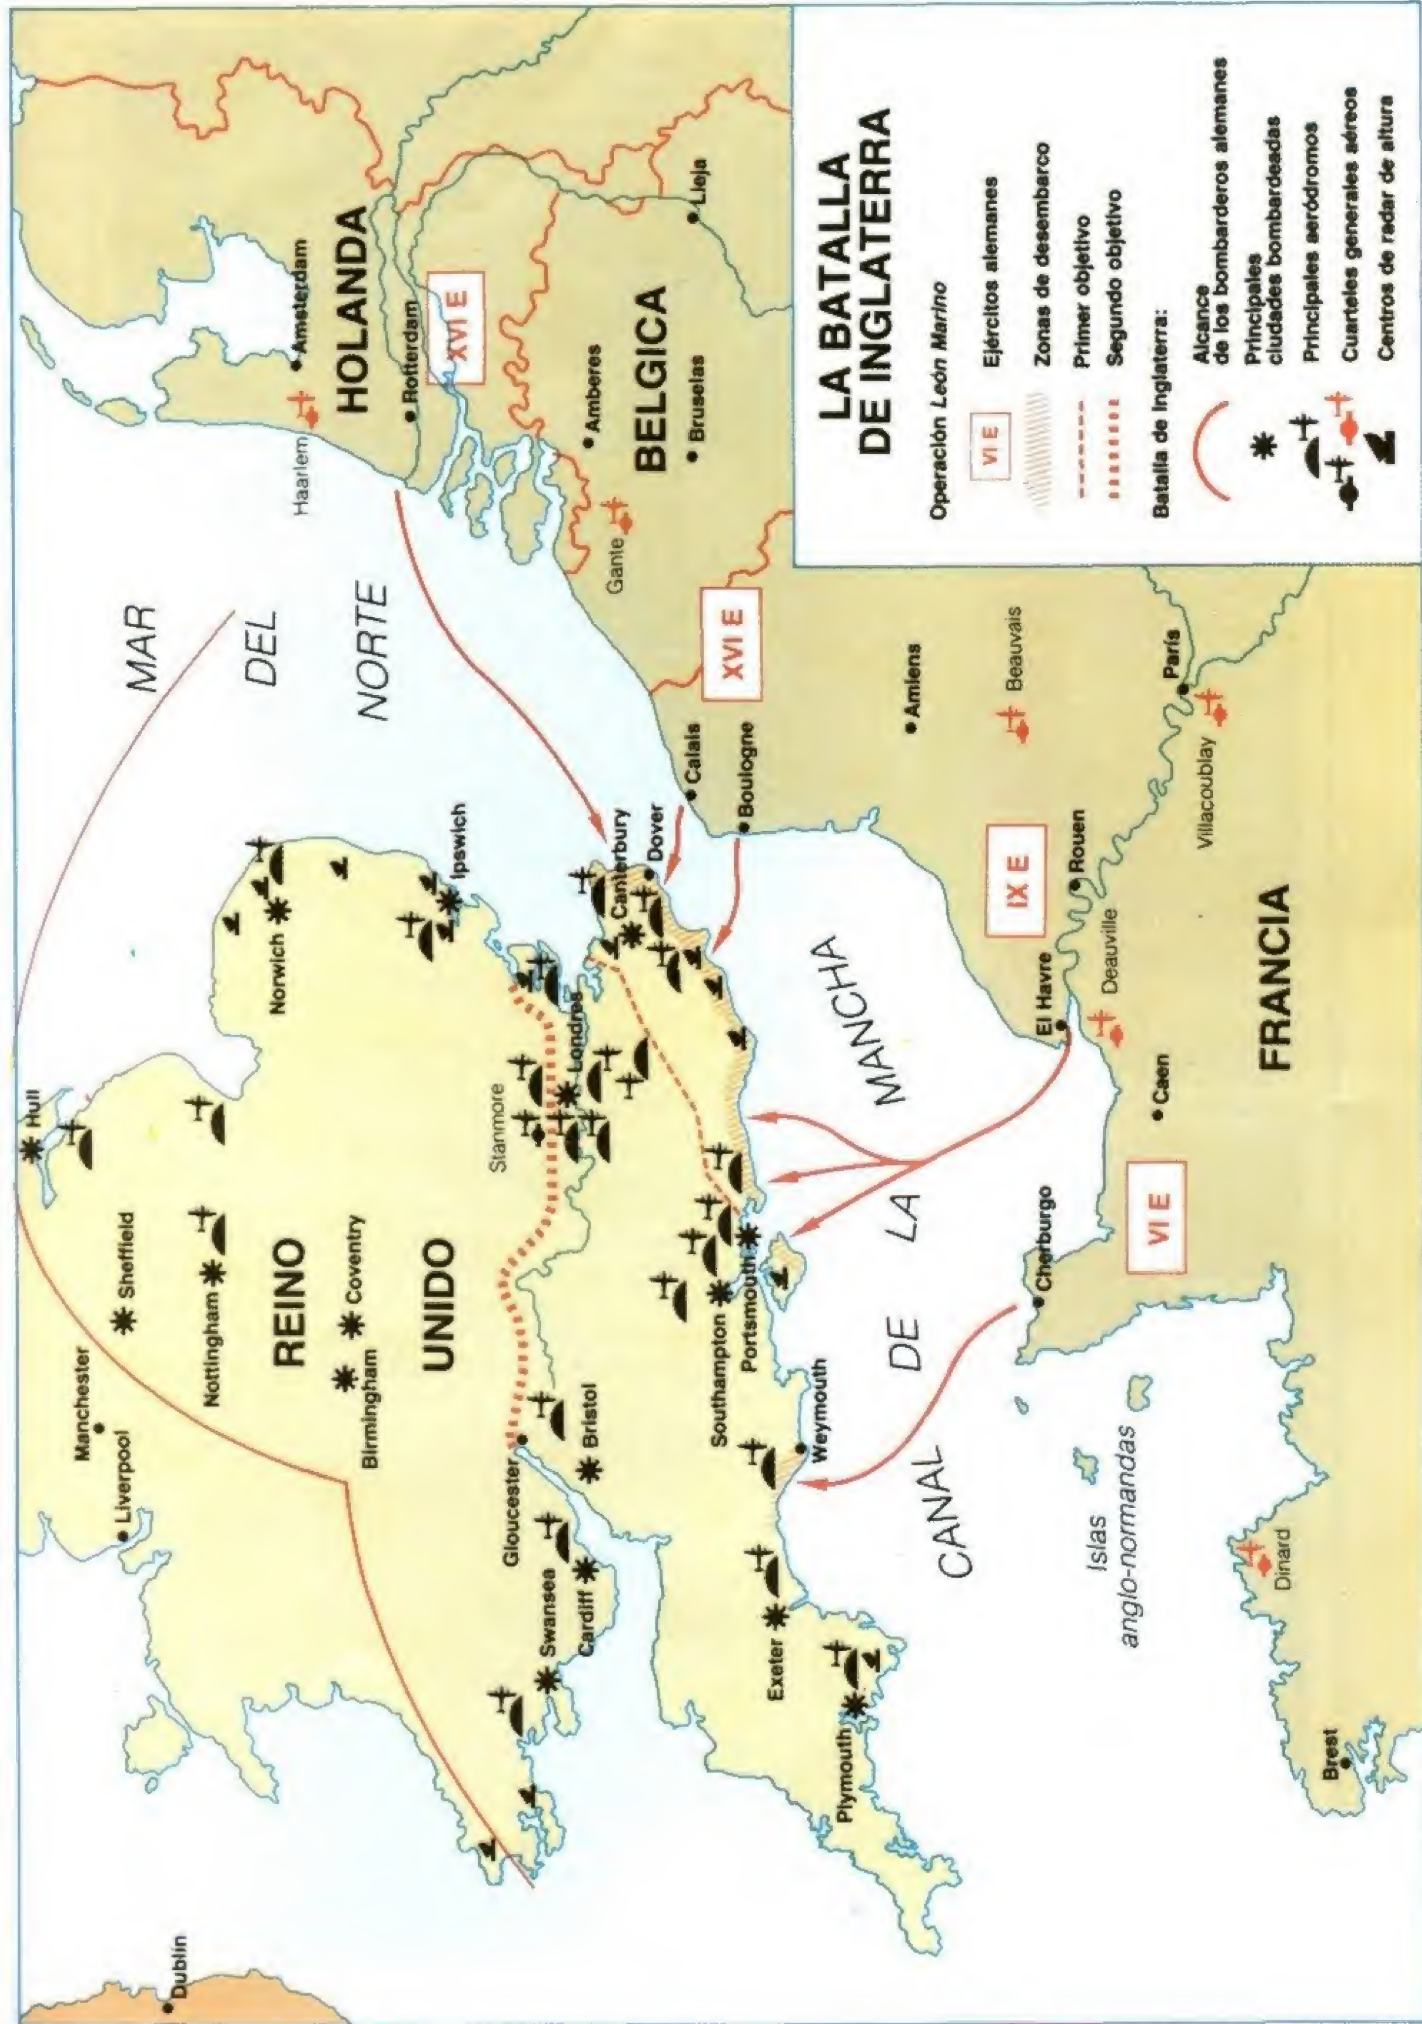 LA BATALLA
DE INGLATERRA
Operación León Marino
VI E
Ejércitos alemanes
Zonas de desembarco
Primer objetivo
Segundo objetivo
Batalla de Inglaterra:
Alcance
de los bombarderos alemanes
Principales
ciudades bombardeadas
Principales aeródromos
Cuarteles generales aéreos
Centros de radar de altura
MAR
DEL
NORTE
HOLANDA
Amsterdam
Haarlem
Rotterdam
XVI E
BELGICA
Amberes
Bruselas
Lieja
Gante
XVI E
Calais
Boulogne
Amiens
Beauvais
París
Villacoublay
IX E
Rouen
El Havre
Deauville
Caen
FRANCIA
VI E
Cherburgo
Dinard
Brest
Islas
anglo-normandas
CANAL
DE
LA
MANCHA
REINO
UNIDO
Hull
Sheffield
Manchester
Liverpool
Nottingham
Coventry
Birmingham
Norwich
Ipswich
Stanmore
Londres
Canterbury
Dover
Gloucester
Bristol
Swansea
Cardiff
Southampton
Portsmouth
Weymouth
Exeter
Plymouth
Dublín